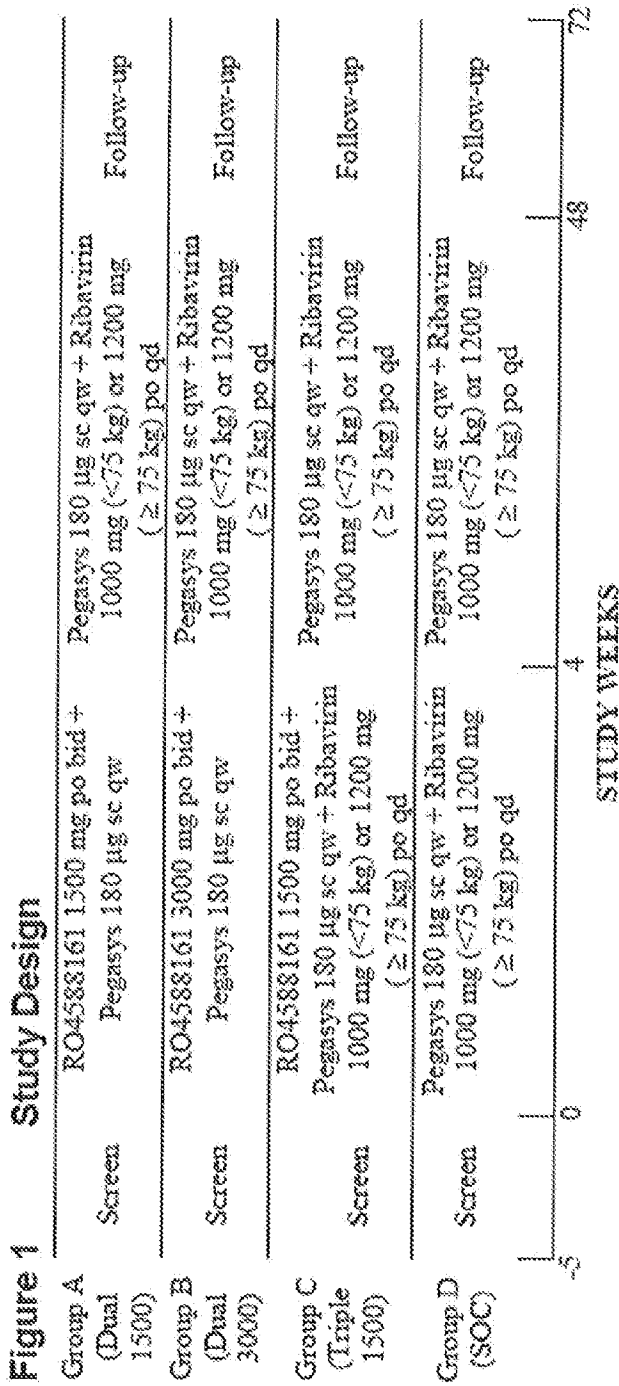 Figure 1 Study Design
Group A
(Dual
1500)
Screen
RO4588161 1500 mg po bid +
Pegasys 180 µg sc qw
Pegasys 180 µg sc qw + Ribavirin
1000 mg (<75 kg) or 1200 mg
(≥ 75 kg) po qd
Follow-up
Group B
(Dual
3000)
Screen
RO4588161 3000 mg po bid +
Pegasys 180 µg sc qw
Pegasys 180 µg sc qw + Ribavirin
1000 mg (<75 kg) or 1200 mg
(≥ 75 kg) po qd
Follow-up
Group C
(Triple
1500)
Screen
RO4588161 1500 mg po bid +
Pegasys 180 µg sc qw + Ribavirin
1000 mg (<75 kg) or 1200 mg
(≥ 75 kg) po qd
Pegasys 180 µg sc qw + Ribavirin
1000 mg (<75 kg) or 1200 mg
(≥ 75 kg) po qd
Follow-up
Group D
(SOC)
Screen
Pegasys 180 µg sc qw + Ribavirin
1000 mg (<75 kg) or 1200 mg
(≥ 75 kg) po qd
Pegasys 180 µg sc qw + Ribavirin
1000 mg (<75 kg) or 1200 mg
(≥ 75 kg) po qd
Follow-up
-5 0 4 48 72
STUDY WEEKS